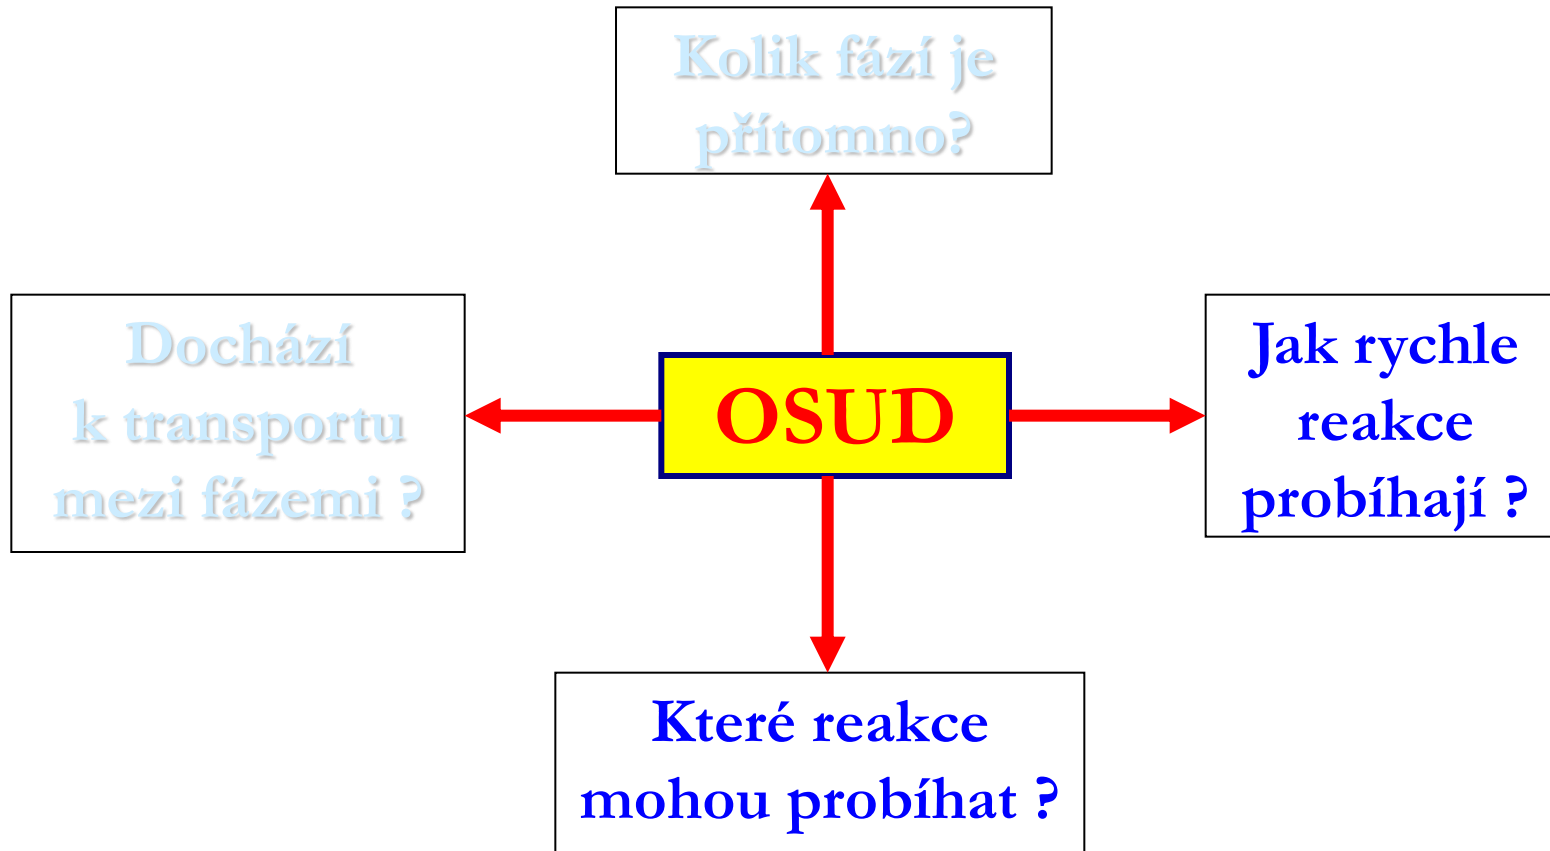 Kolik fází je
přítomno?
Dochází
k transportu
mezi fázemi ?
OSUD
Jak rychle
reakce
probíhají ?
Které reakce
mohou probíhat ?